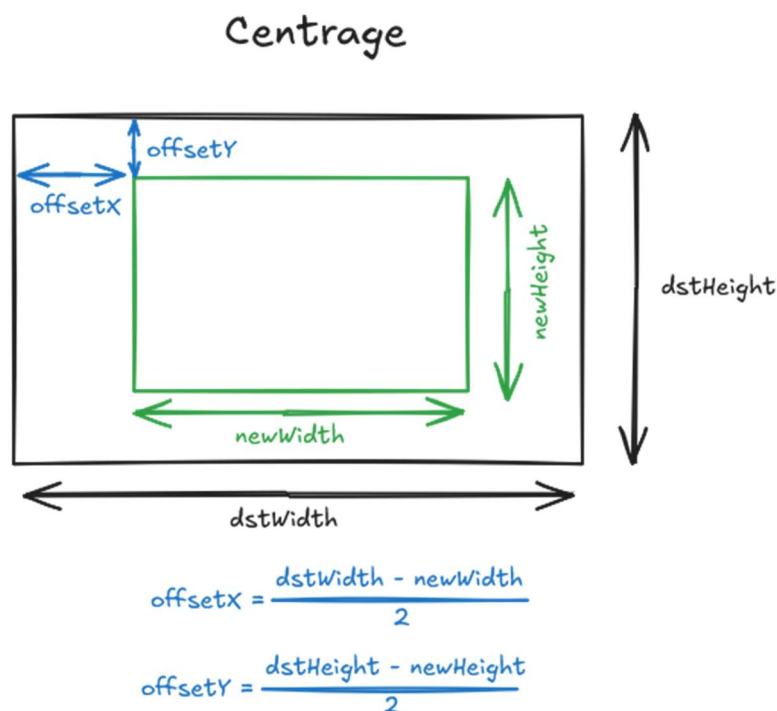 Centrage
offsetY
offsetX
newHeight
dstHeight
newWidth
dstWidth
offsetX = dstWidth - newWidth
2
offsetY = dstHeight - newHeight
2